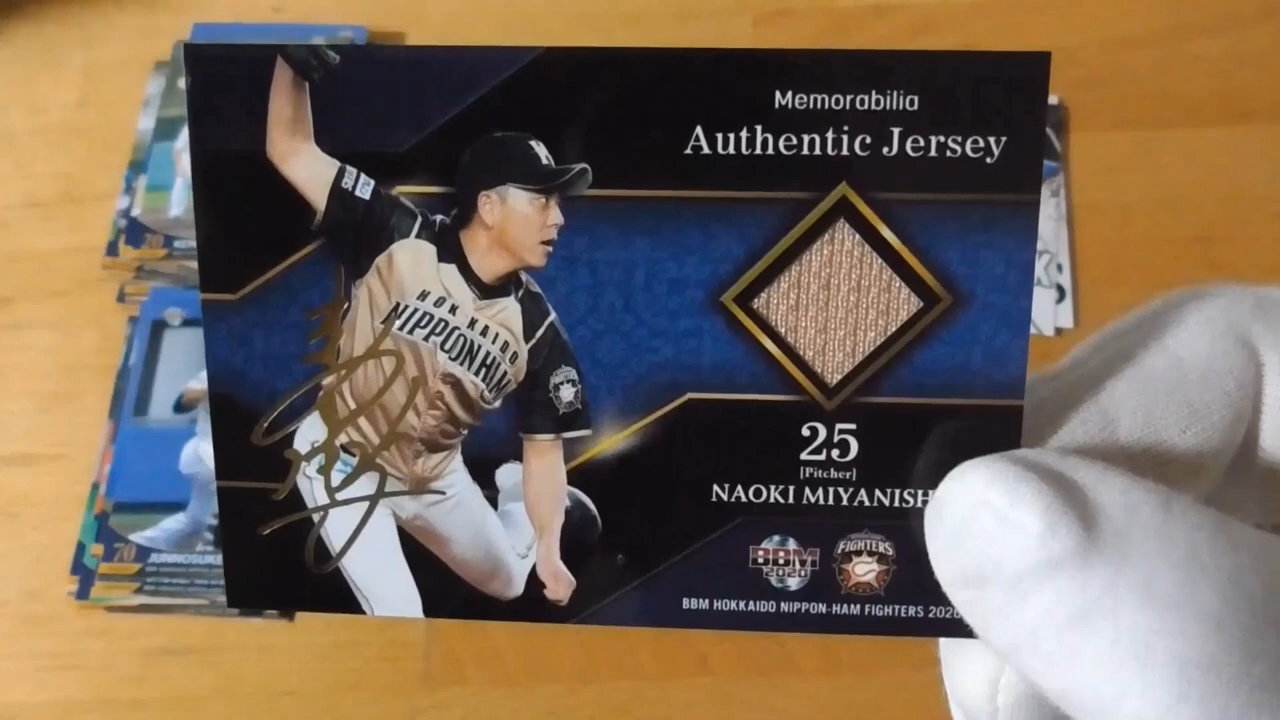 Memorabilia
Authentic Jersey
HOKKAIDO
NIPPONHAM
25
[Pitcher]
NAOKI MIYANISH
BBM
2020
FIGHTERS
BBM HOKKAIDO NIPPON-HAM FIGHTERS 2020
70
JUNNOSUKE